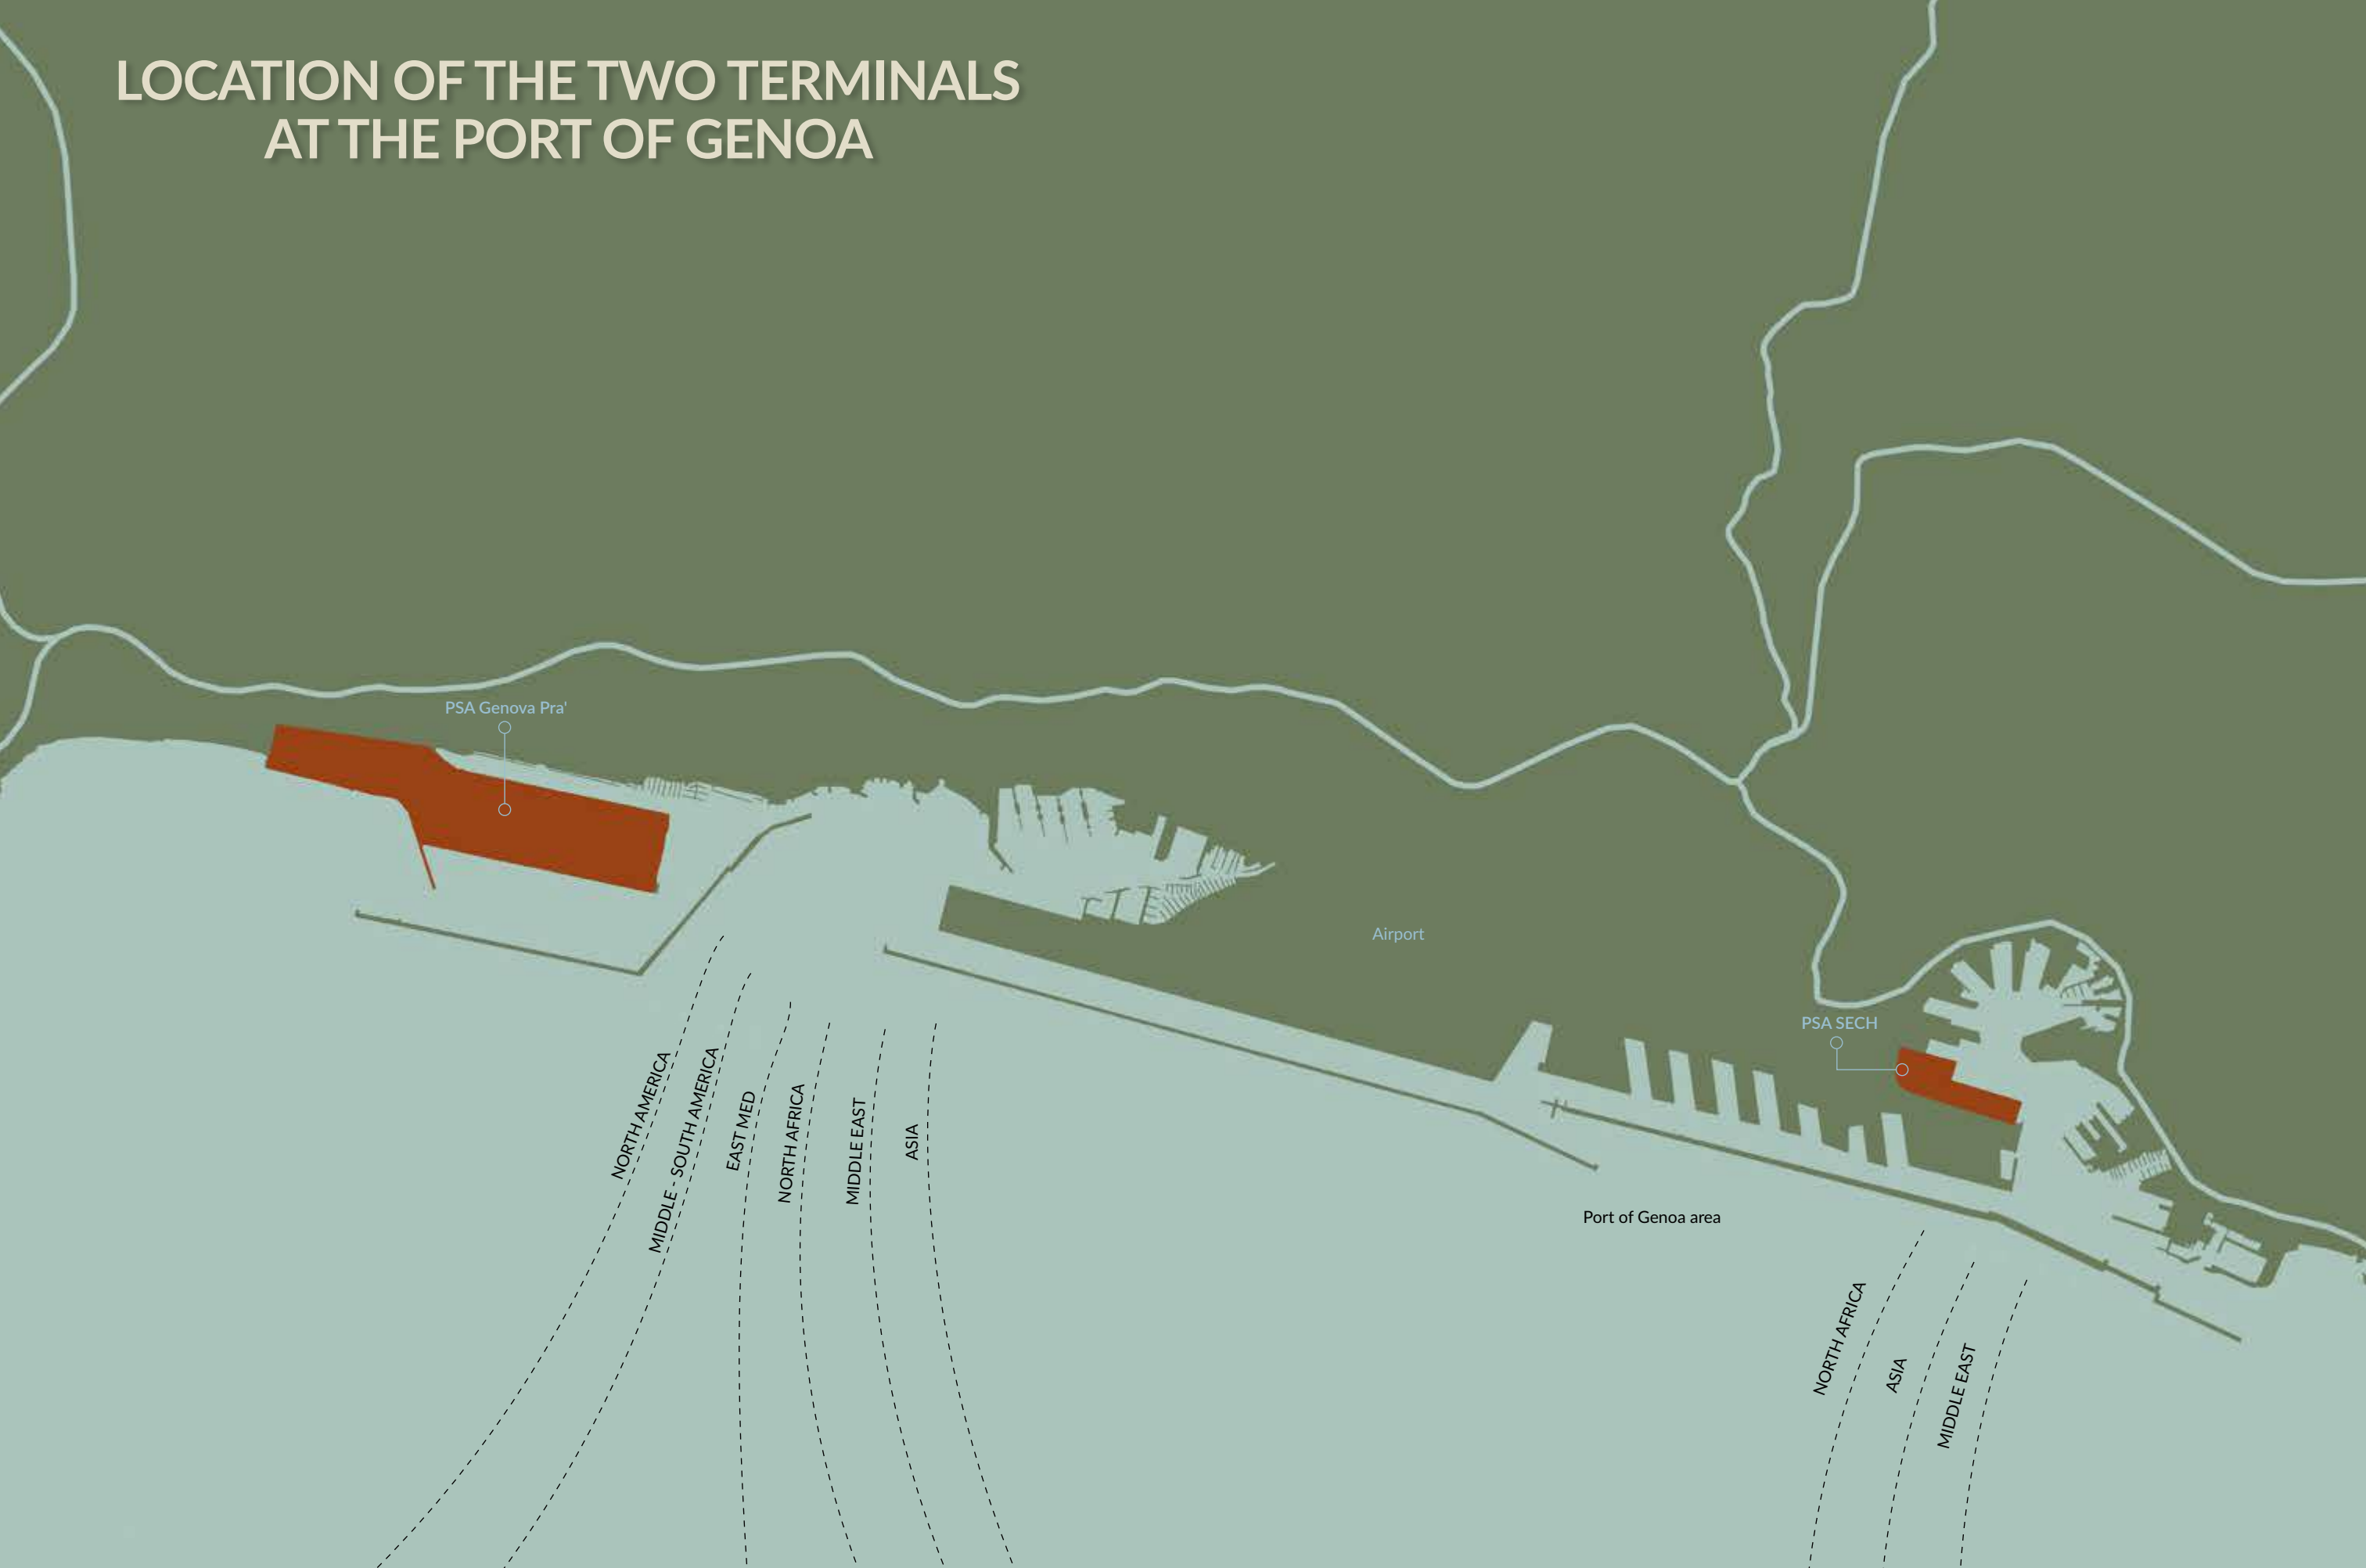 LOCATION OF THE TWO TERMINALS
AT THE PORT OF GENOA
PSA Genova Pra'
Airport
PSA SECH
NORTH AMERICA
MIDDLE - SOUTH AMERICA
EAST MED
NORTH AFRICA
MIDDLE EAST
ASIA
Port of Genoa area
NORTH AFRICA
ASIA
MIDDLE EAST